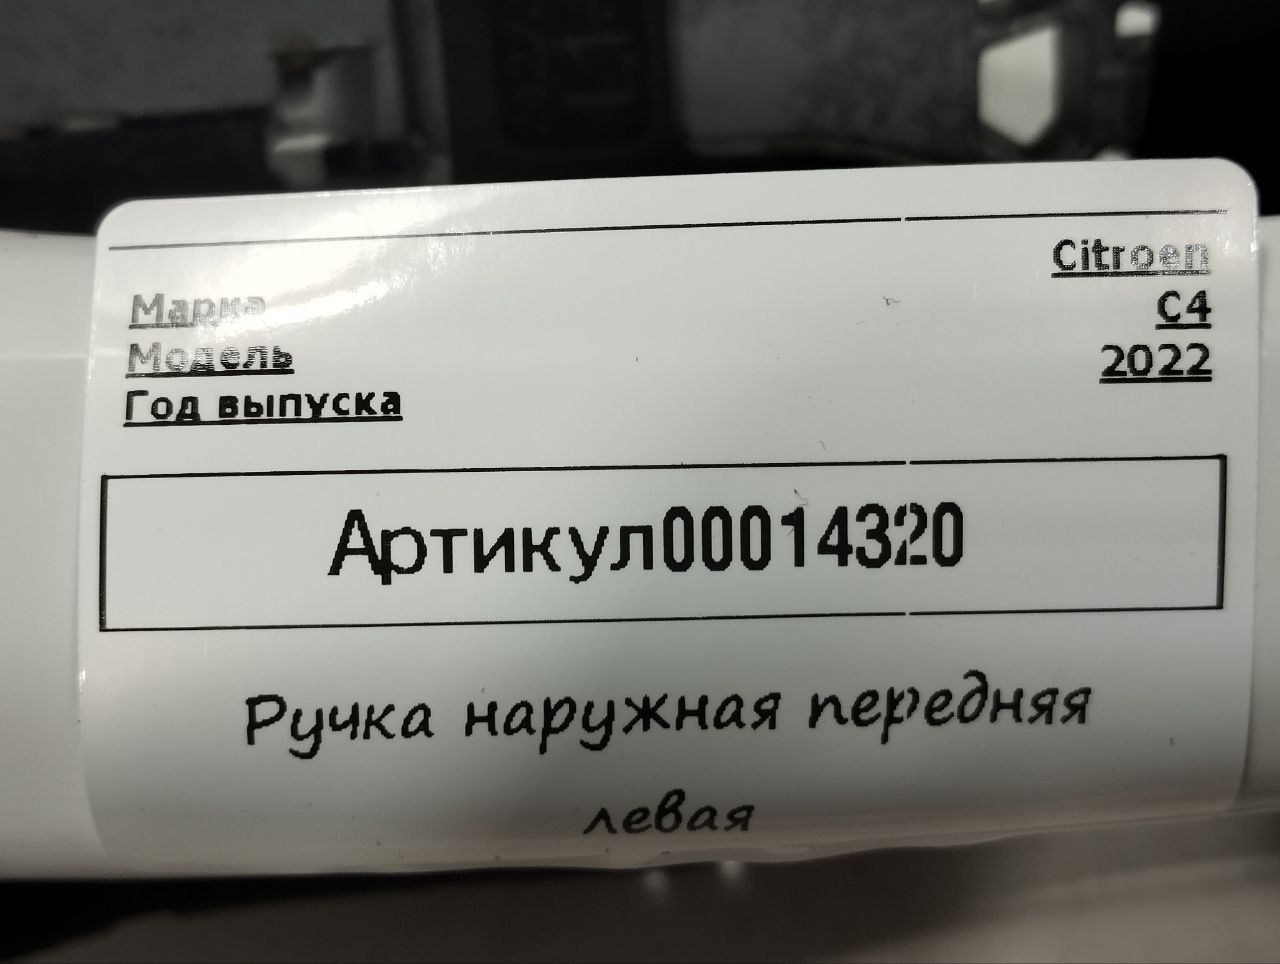 Марка Citroen
Модель C4
Год выпуска 2022
Артикул00014320
Ручка наружная передняя
левая